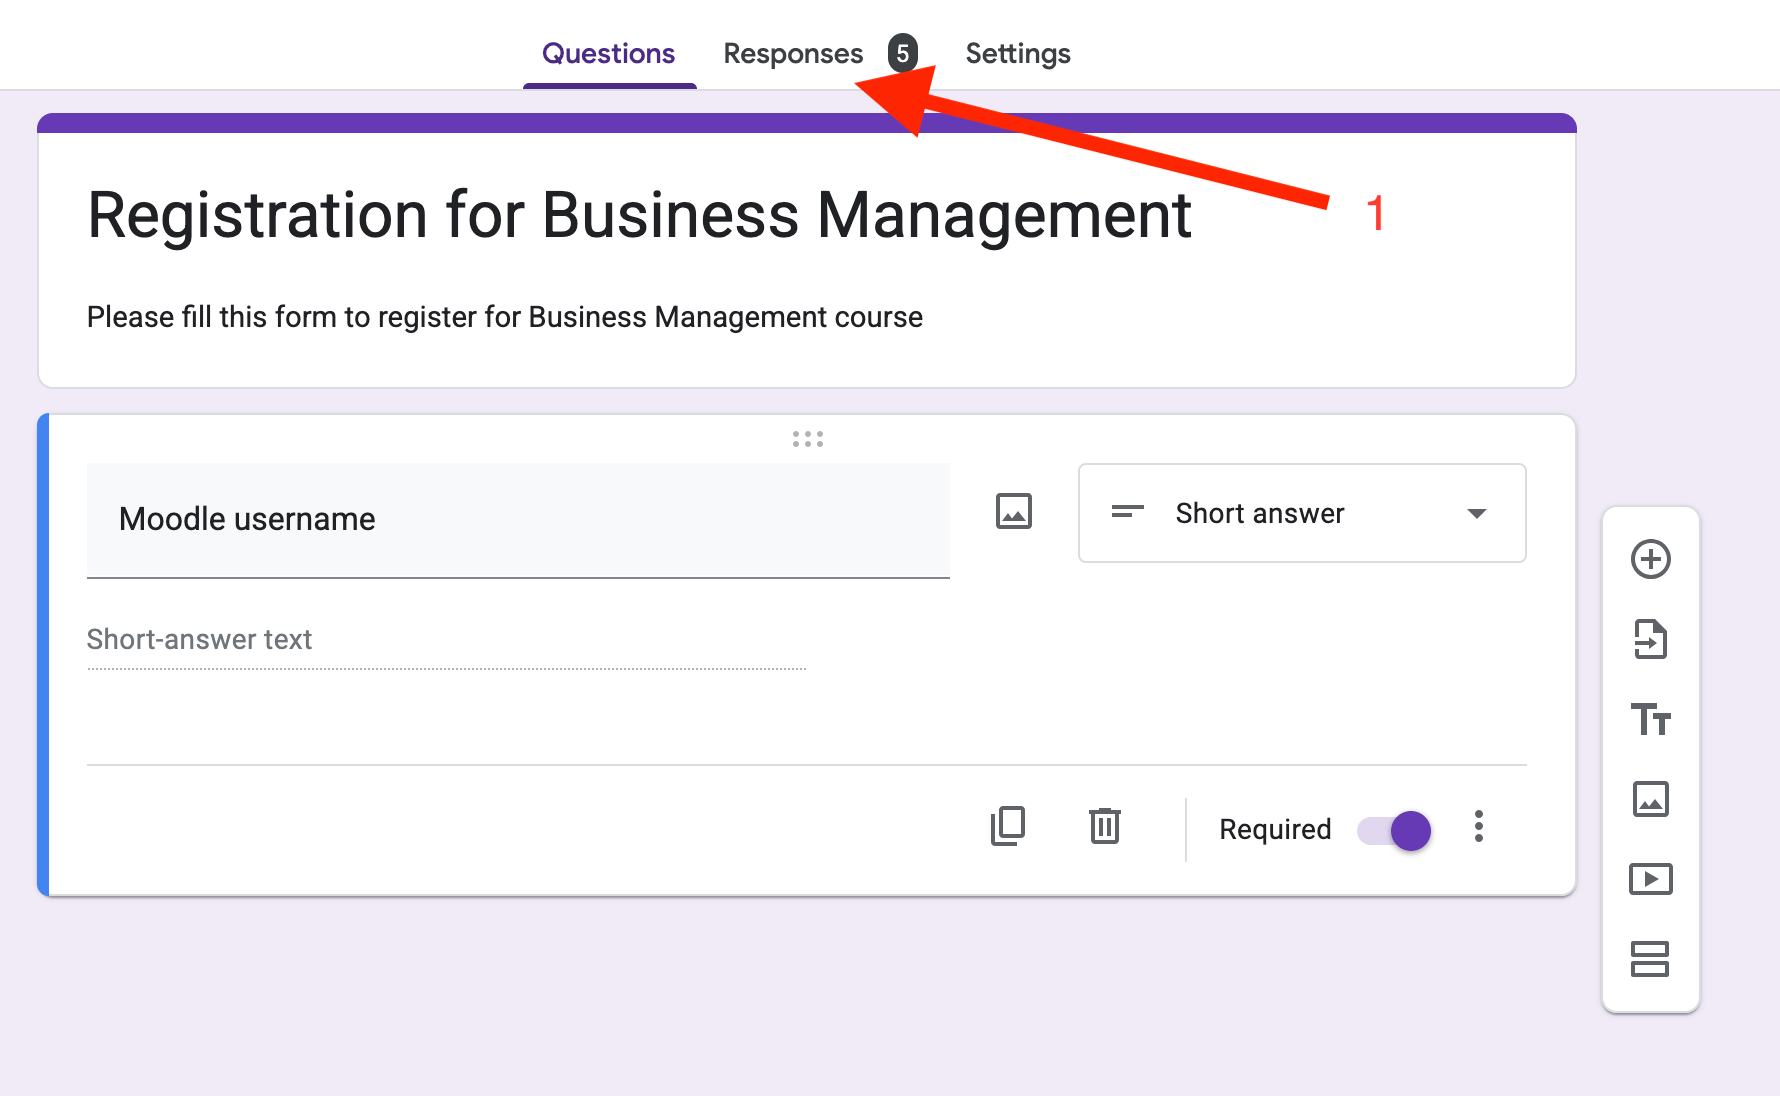 Questions Responses 5 Settings
Registration for Business Management
1
Please fill this form to register for Business Management course
Moodle username
Short answer
Short-answer text
Required